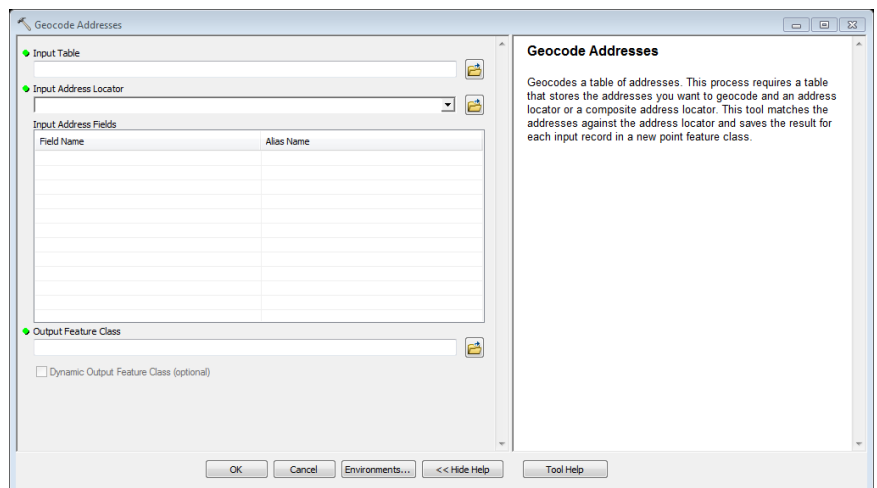 Geocode Addresses
Input Table
Input Address Locator
Input Address Fields
Field Name Alias Name
Output Feature Class
Dynamic Output Feature Class (optional)
Geocode Addresses
Geocodes a table of addresses. This process requires a table
that stores the addresses you want to geocode and an address
locator or a composite address locator. This tool matches the
addresses against the address locator and saves the result for
each input record in a new point feature class.
OK Cancel Environments... << Hide Help Tool Help